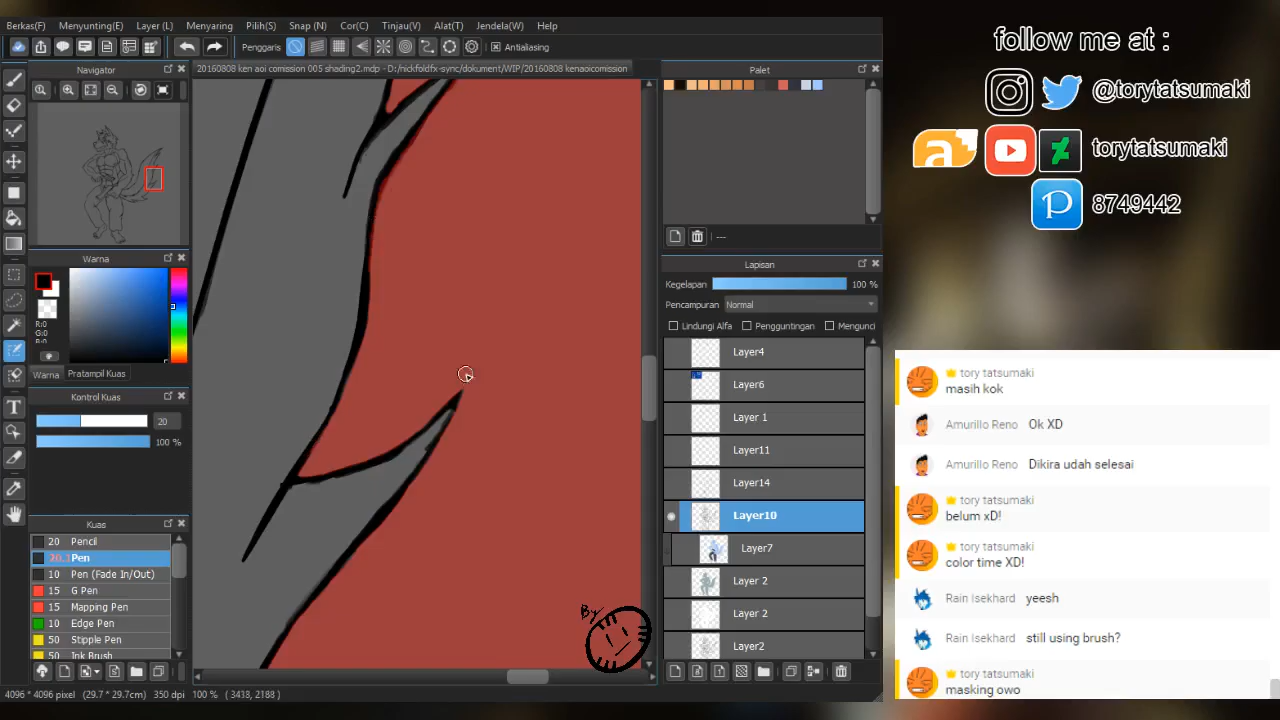 Berkas(F) Menyunting(E) Layer (L) Menyaring Pilih(S) Snap (N) Cor(C) Tinjau(V) Alat(T) Jendela(W) Help
Penggaris Antialiasing
Navigator
20160808 ken aoi comission 005 shading2.mdp - D:/nickfoldfx-sync/dokument/WIP/20160808 kenaoicomission
Palet
---
Warna
R:0
G:0
B:0
Warna Pratampil Kuas
Kontrol Kuas
20
100 %
Kuas
20 Pencil
Pen
10 Pen (Fade In/Out)
15 G Pen
15 Mapping Pen
10 Edge Pen
50 Stipple Pen
50 Ink Brush
4096 * 4096 pixel (29.7 * 29.7cm) 350 dpi 100 % ( 3413, 2188 )
By
Lapisan
Kegelapan 100 %
Pencampuran Normal
Lindungi Alfa Pengguntingan Mengunci
Layer4
Layer6
Layer 1
Layer11
Layer14
Layer10
Layer7
Layer 2
Layer 2
Layer2
follow me at :
@torytatsumaki
torytatsumaki
8749442
tory tatsumaki
masih kok
Amurillo Reno Ok XD
Amurillo Reno Dikira udah selesai
tory tatsumaki
belum xD!
tory tatsumaki
color time XD!
Rain Isekhard yeesh
Rain Isekhard still using brush?
tory tatsumaki
masking owo